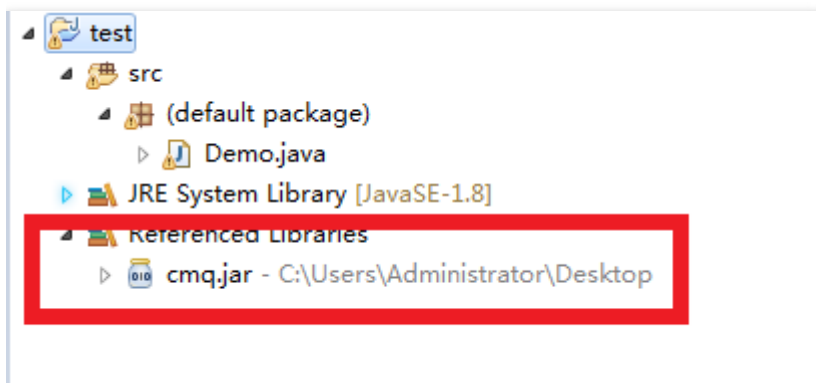 test
src
(default package)
Demo.java
JRE System Library [JavaSE-1.8]
Referenced Libraries
cmq.jar - C:\Users\Administrator\Desktop